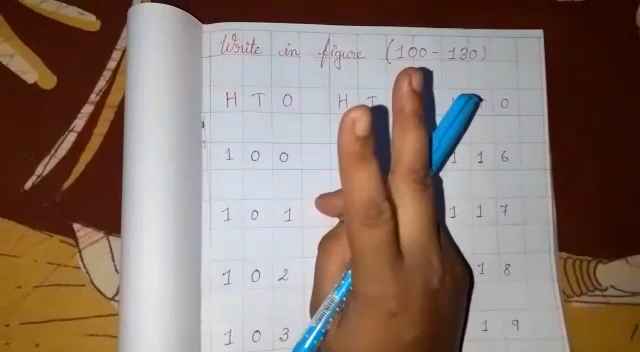 Write in figure (100 - 130)
H T O H T O
1 0 0 1 1 6
1 0 1 1 1 7
1 0 2 1 8
1 0 3 1 9